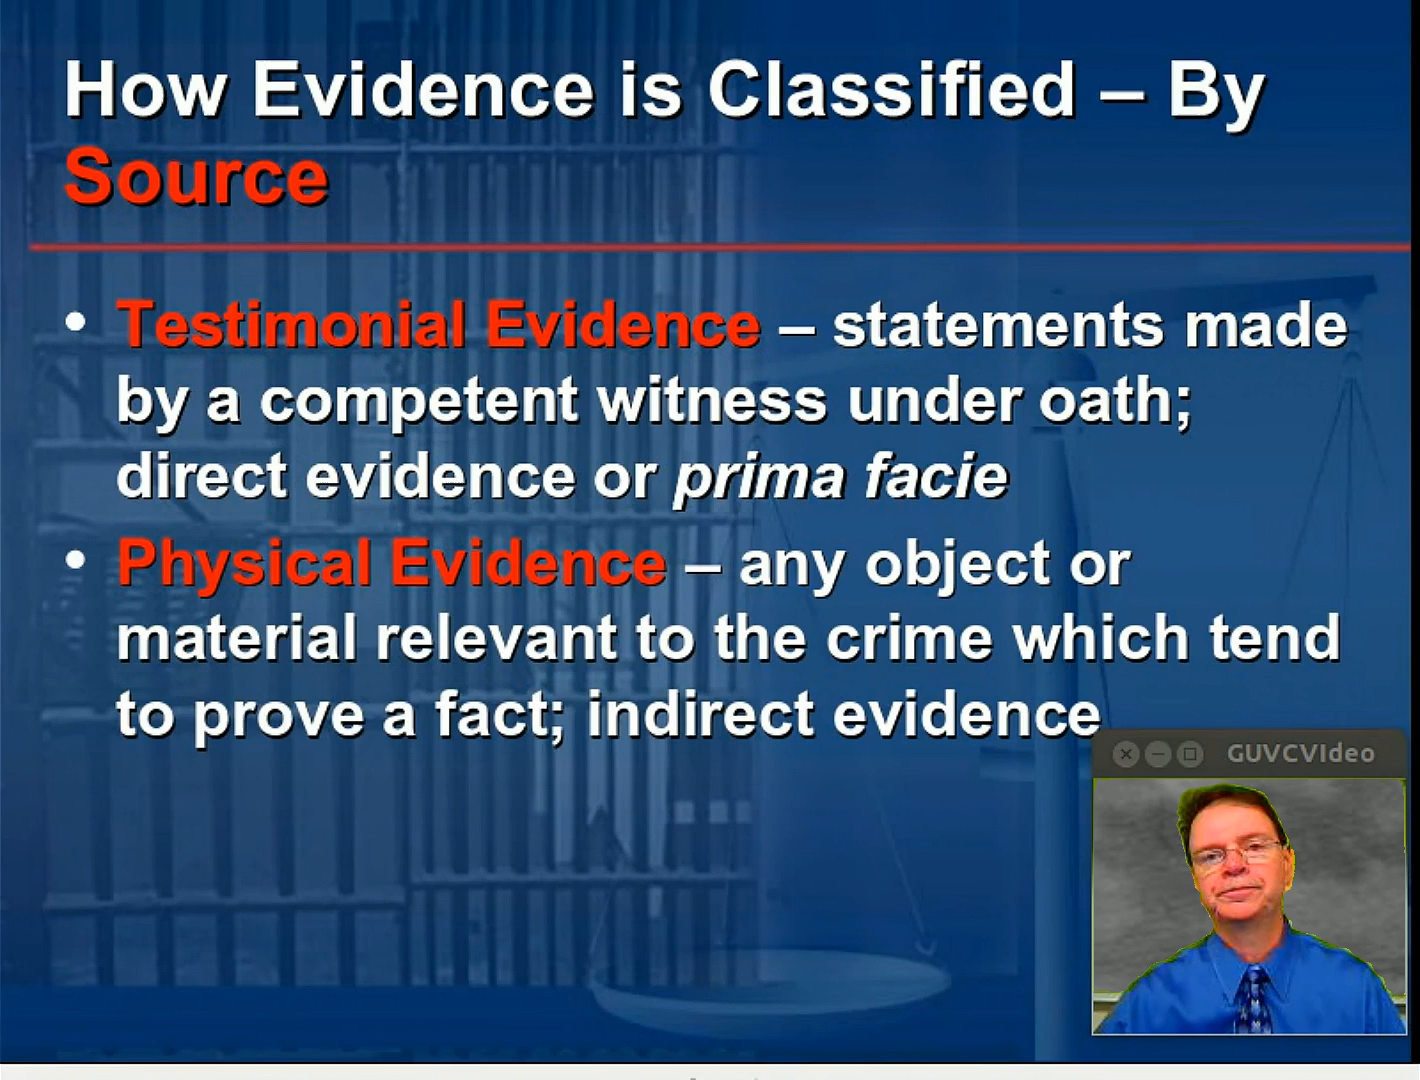 How Evidence is Classified – By
Source
• Testimonial Evidence – statements made
by a competent witness under oath;
direct evidence or prima facie
• Physical Evidence – any object or
material relevant to the crime which tend
to prove a fact; indirect evidence
GUVCVIdeo